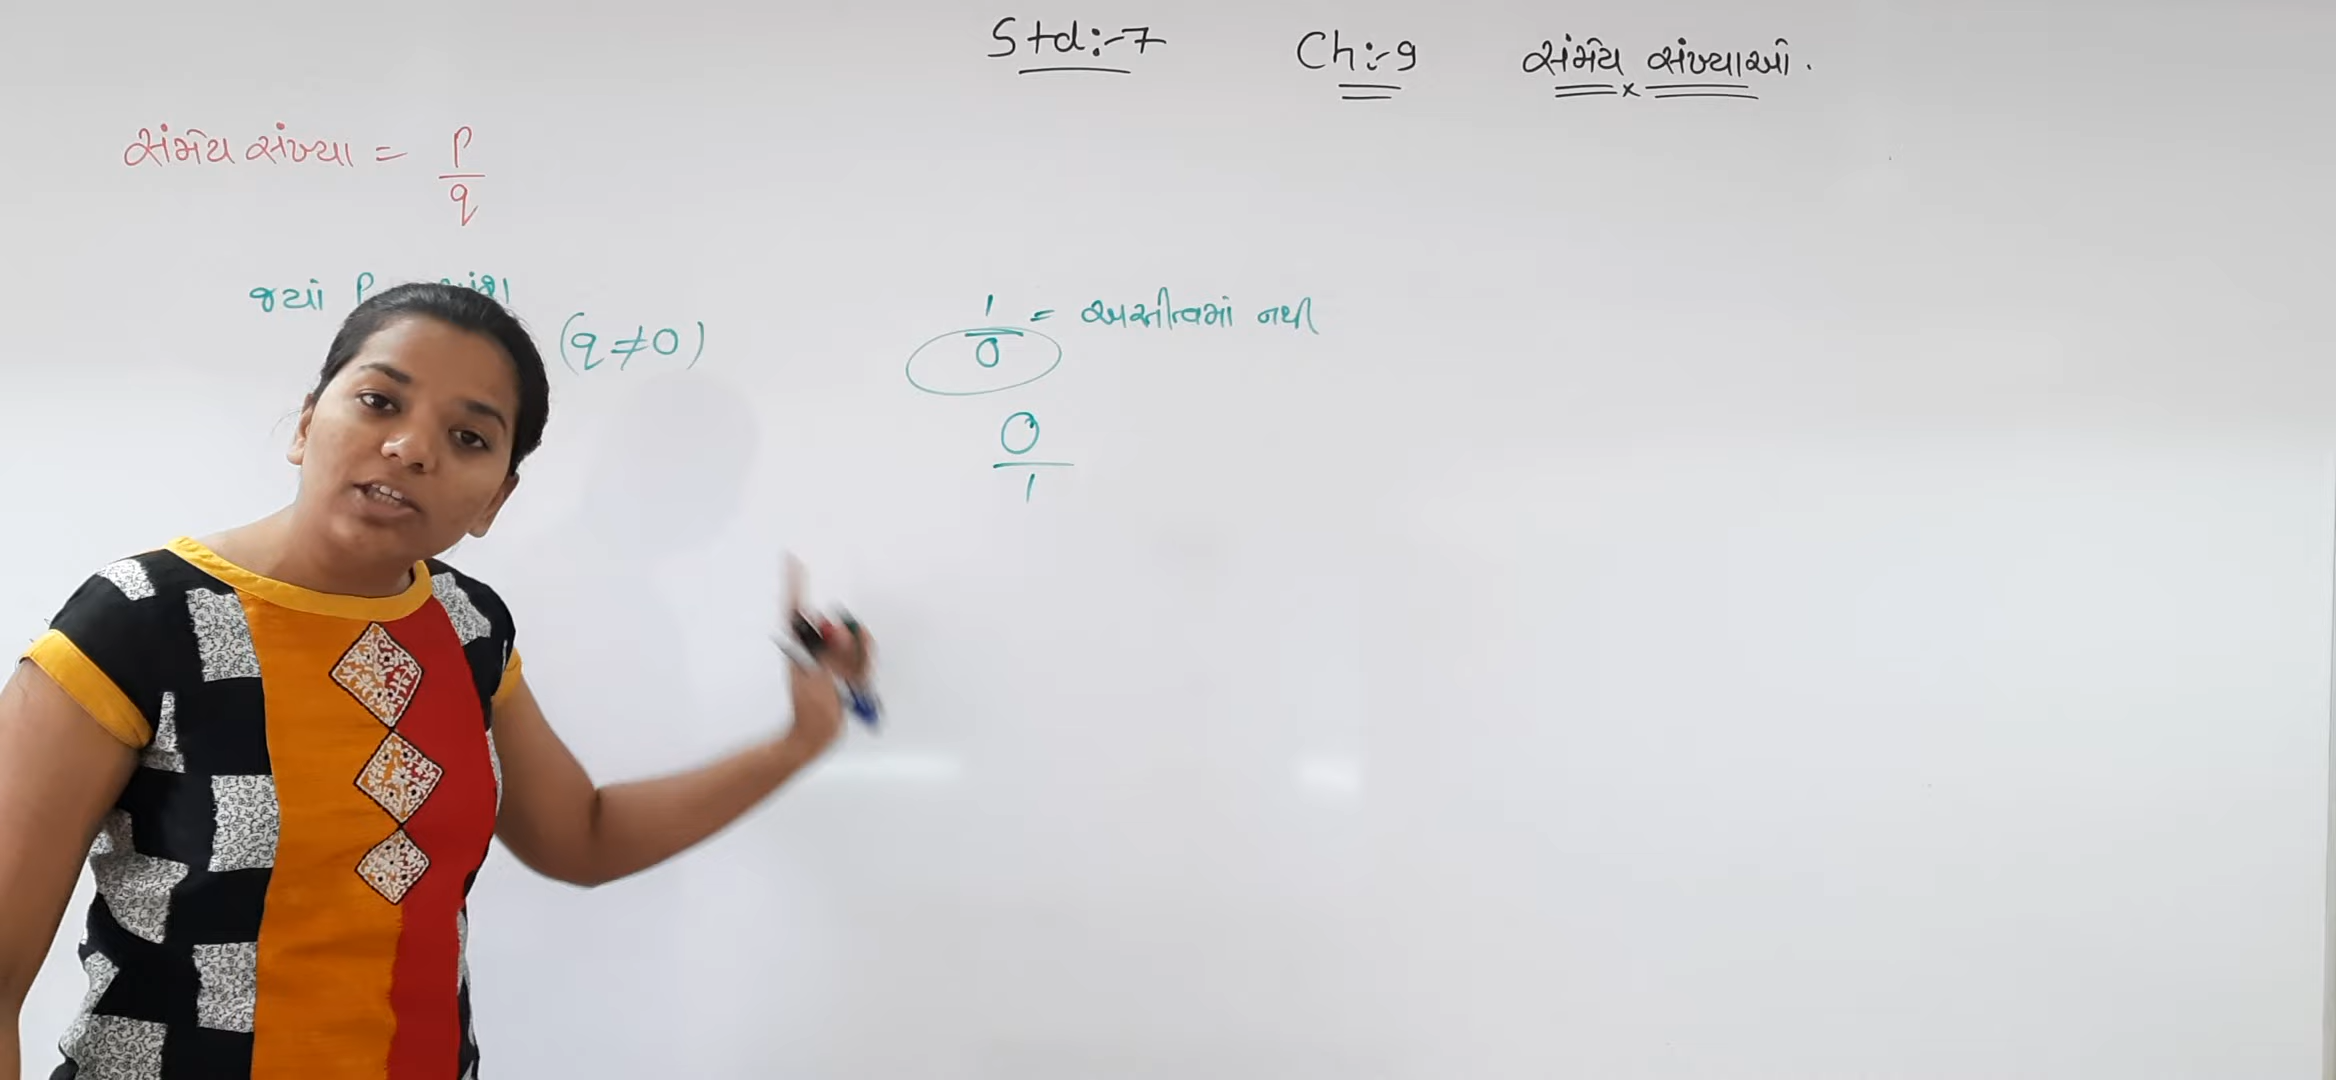 Std:-7 Ch:-9 સંમેય સંખ્યાઓ.
સંમેય સંખ્યા = P/q
જ્યાં P
(q≠0)
1/0 = અસ્તીત્વમાં નથી
0/1